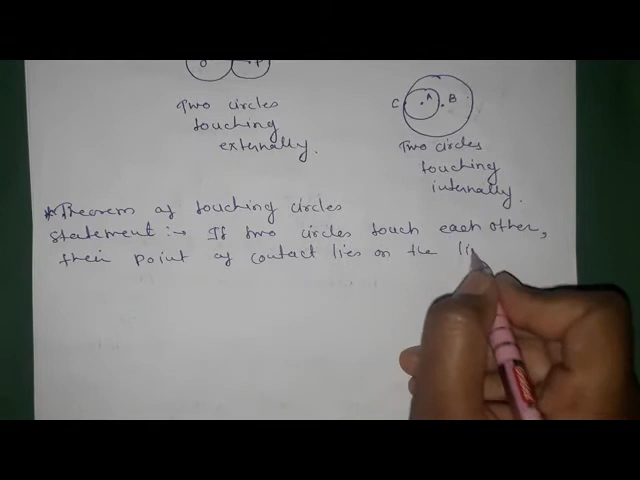 O P
C A B
Two circles
touching
externally.
Two circles
touching
internally.
*Theorem of touching circles
statement:→ If two circles touch each other,
their point of contact lies on the li